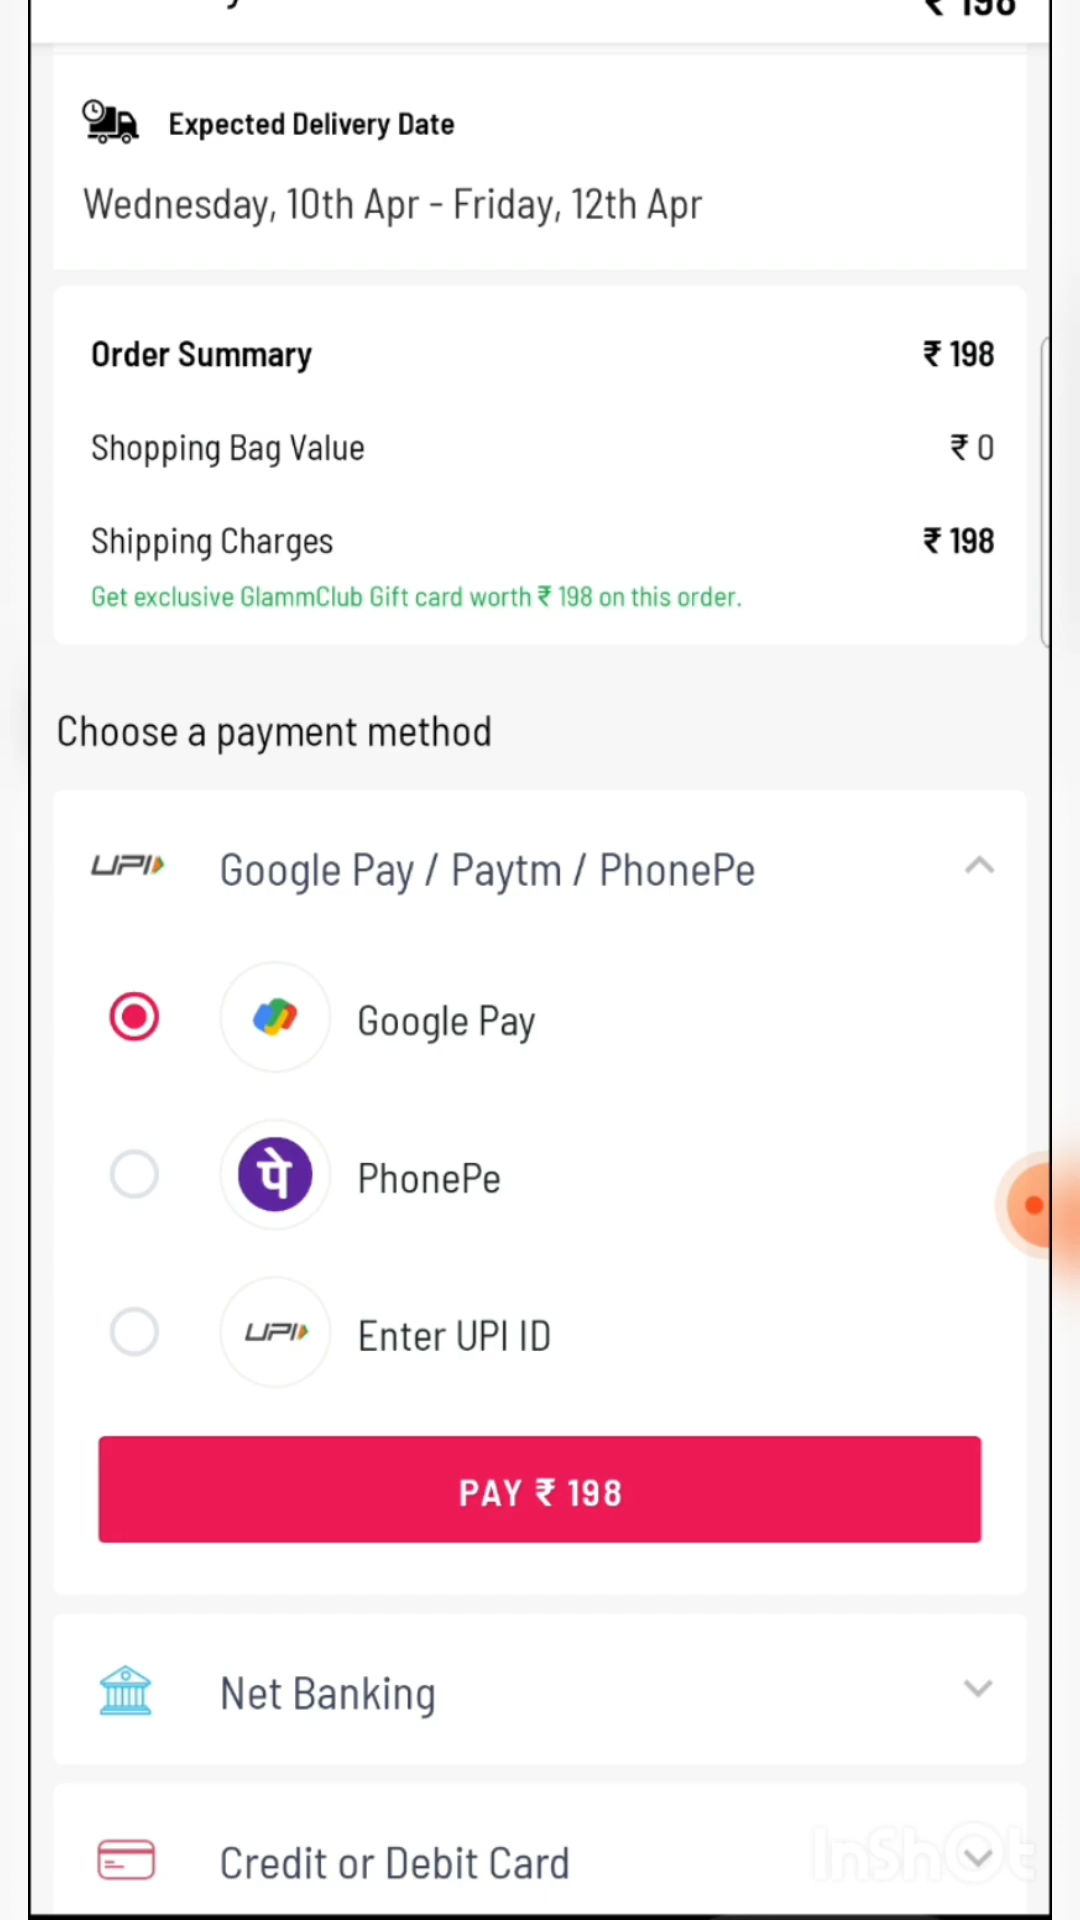 ₹ 198
Expected Delivery Date
Wednesday, 10th Apr - Friday, 12th Apr
Order Summary ₹ 198
Shopping Bag Value ₹ 0
Shipping Charges ₹ 198
Get exclusive GlammClub Gift card worth ₹ 198 on this order.
Choose a payment method
UPI Google Pay / Paytm / PhonePe
Google Pay
पे PhonePe
UPI Enter UPI ID
PAY ₹ 198
Net Banking
Credit or Debit Card
InShOt